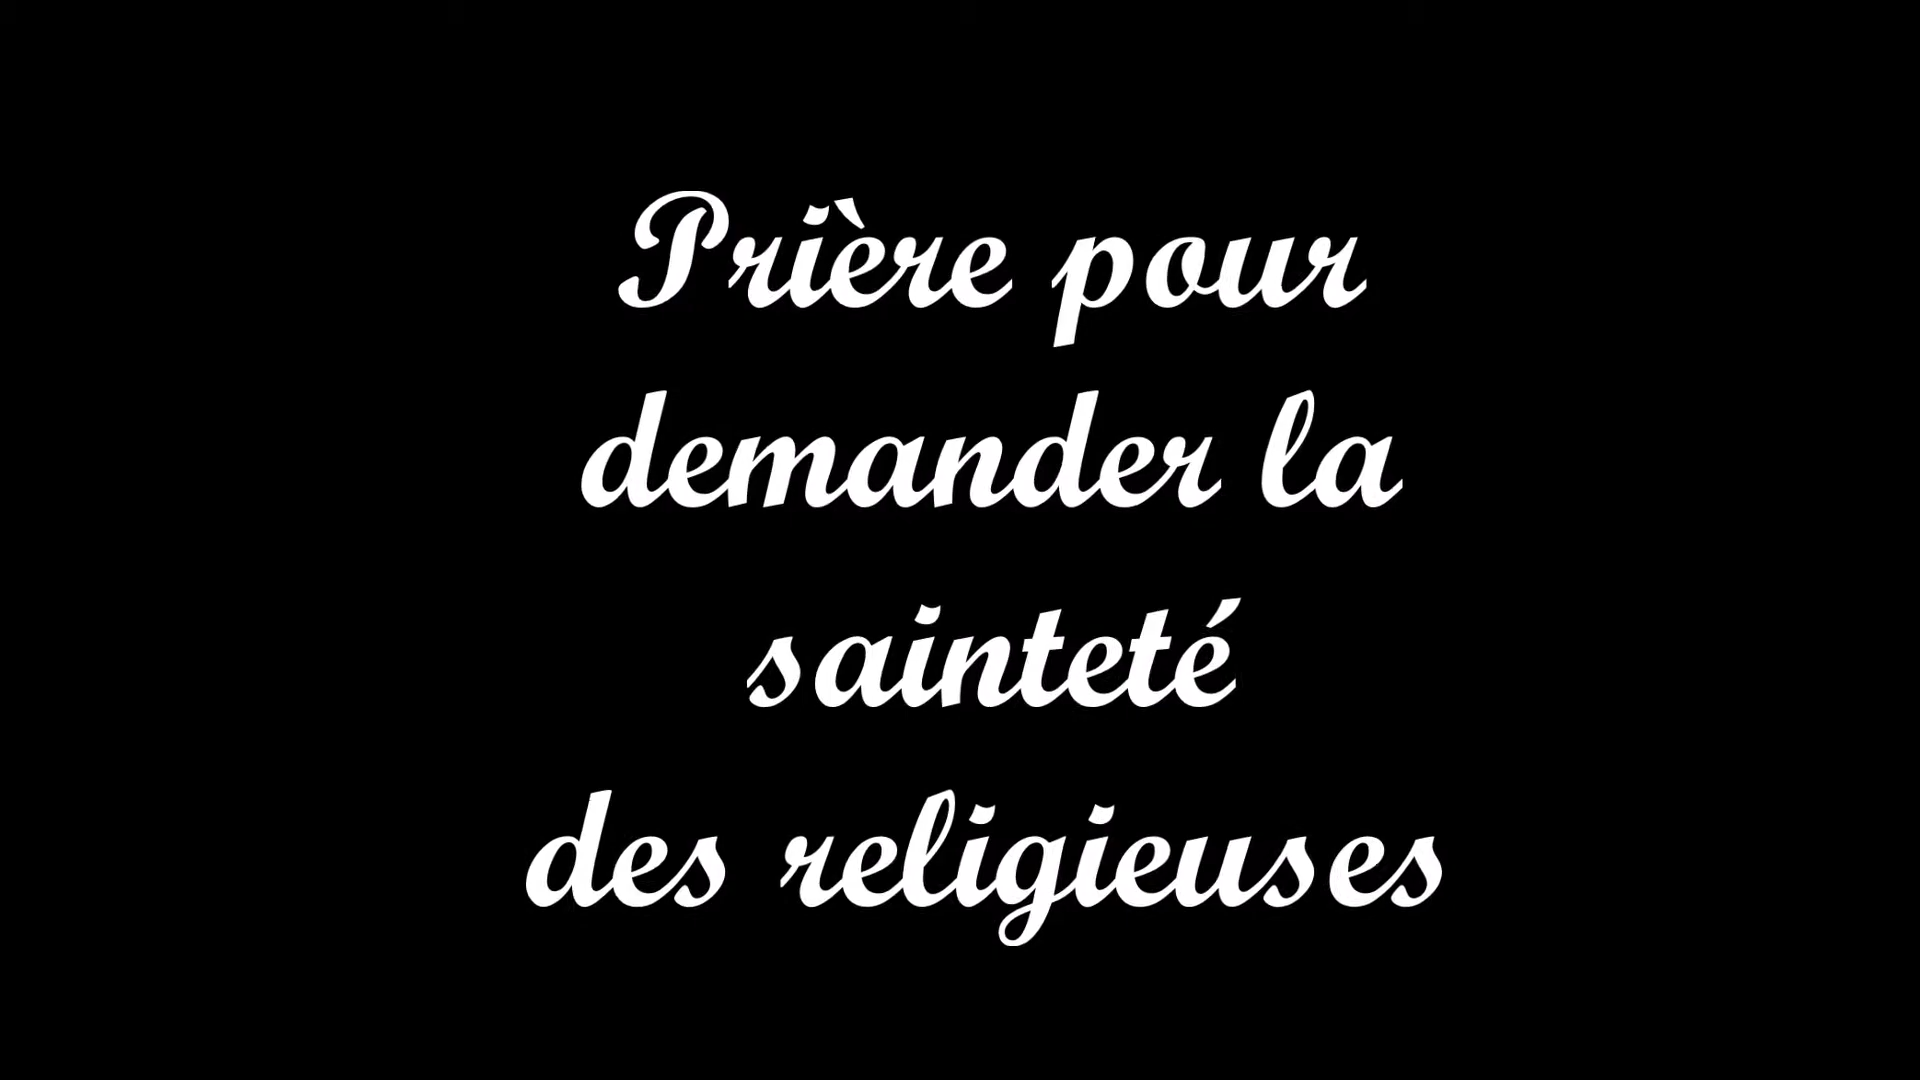 Prière pour
demander la
sainteté
des religieuses